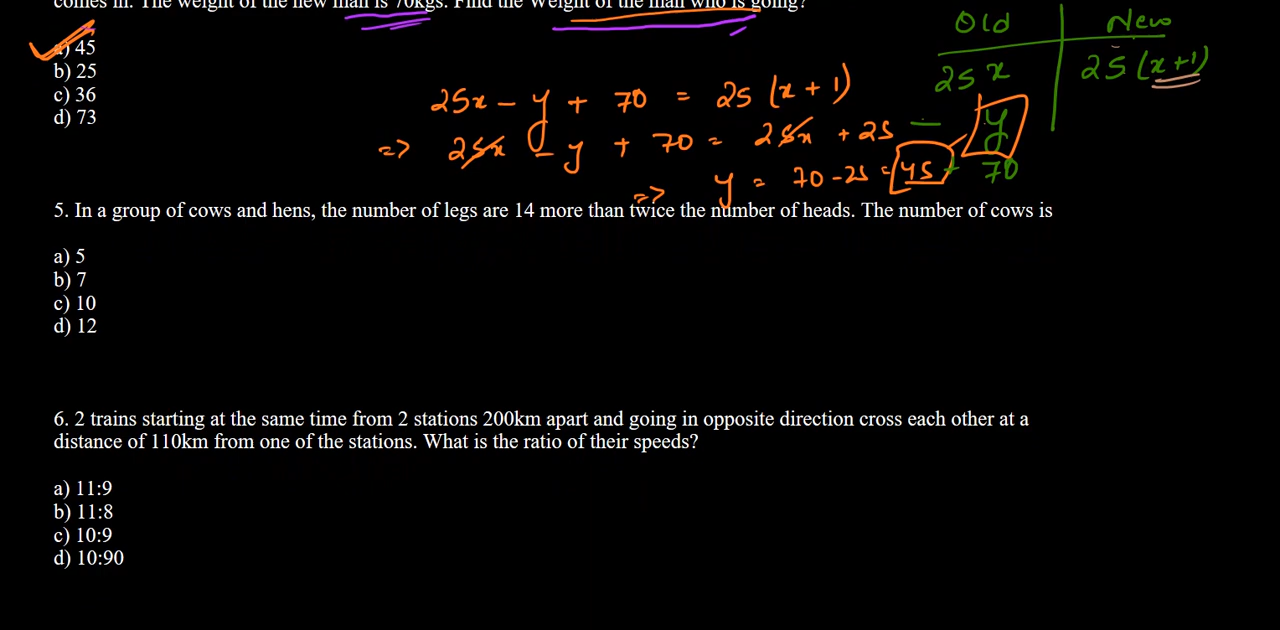 comes in. The weight of the new man is 70kgs. Find the Weight of the man who is going?
a) 45
b) 25
c) 36
d) 73
Old New
25x 25(x+1)
- y
+ 70
25x - y + 70 = 25 (x+1)
=> 25x - y + 70 = 25x + 25
=> y = 70 - 25 = 45
5. In a group of cows and hens, the number of legs are 14 more than twice the number of heads. The number of cows is
a) 5
b) 7
c) 10
d) 12
6. 2 trains starting at the same time from 2 stations 200km apart and going in opposite direction cross each other at a
distance of 110km from one of the stations. What is the ratio of their speeds?
a) 11:9
b) 11:8
c) 10:9
d) 10:90